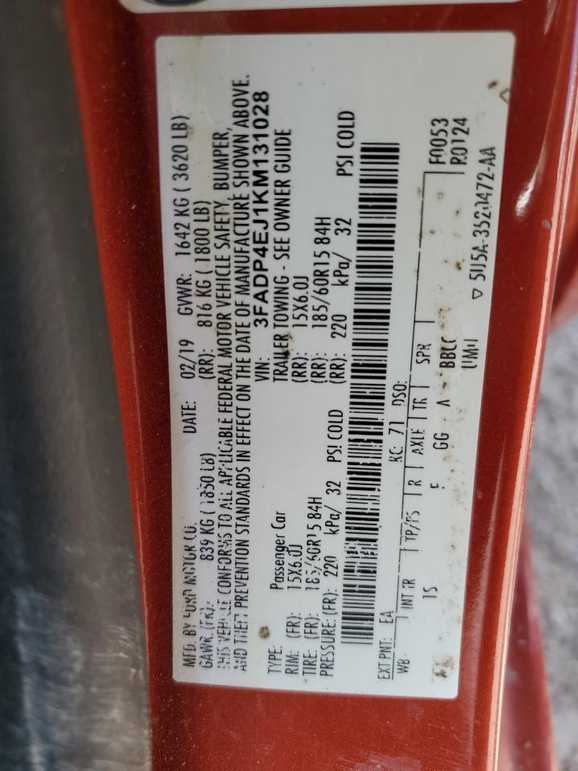 MFD. BY FORD MOTOR CO.
DATE: 02/19 GVWR: 1642 KG ( 3620 LB)
GAWR (FR): 839 KG ( 1850 LB) (RR): 816 KG ( 1800 LB)
THIS VEHICLE CONFORMS TO ALL APPLICABLE FEDERAL MOTOR VEHICLE SAFETY, BUMPER,
AND THEFT PREVENTION STANDARDS IN EFFECT ON THE DATE OF MANUFACTURE SHOWN ABOVE.
VIN: 3FADP4EJ1KM131028
TYPE: Passenger Car TRAILER TOWING - SEE OWNER GUIDE
RIM: (FR): 15X6.0J (RR): 15X6.0J
TIRE: (FR): 185/60R15 84H (RR): 185/60R15 84H
PRESSURE: (FR): 220 kPa/ 32 PSI COLD (RR): 220 kPa/ 32 PSI COLD
EXT PNT: EA RC: 71 DSO: F0053
WB INT TR TP/PS R AXLE TR SPR R0124
IS E GG A BBLC
UMVI ▽ 5U5A-3520472-AA